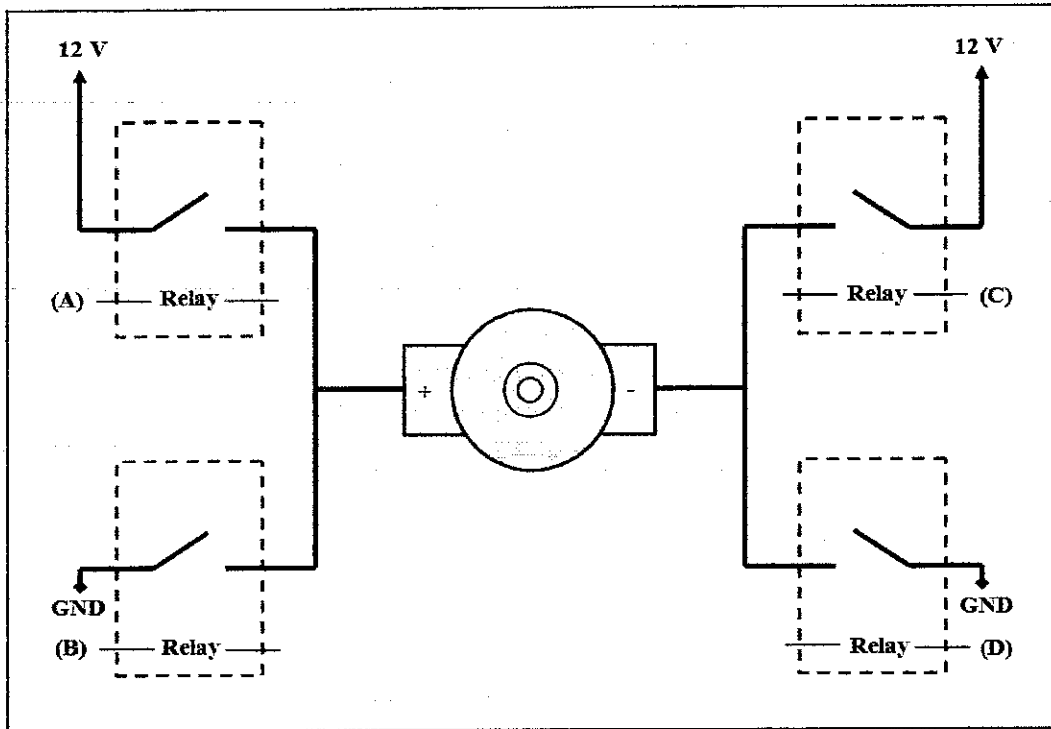 12 V
12 V
(A) Relay
Relay (C)
+ -
GND
GND
(B) Relay
Relay (D)